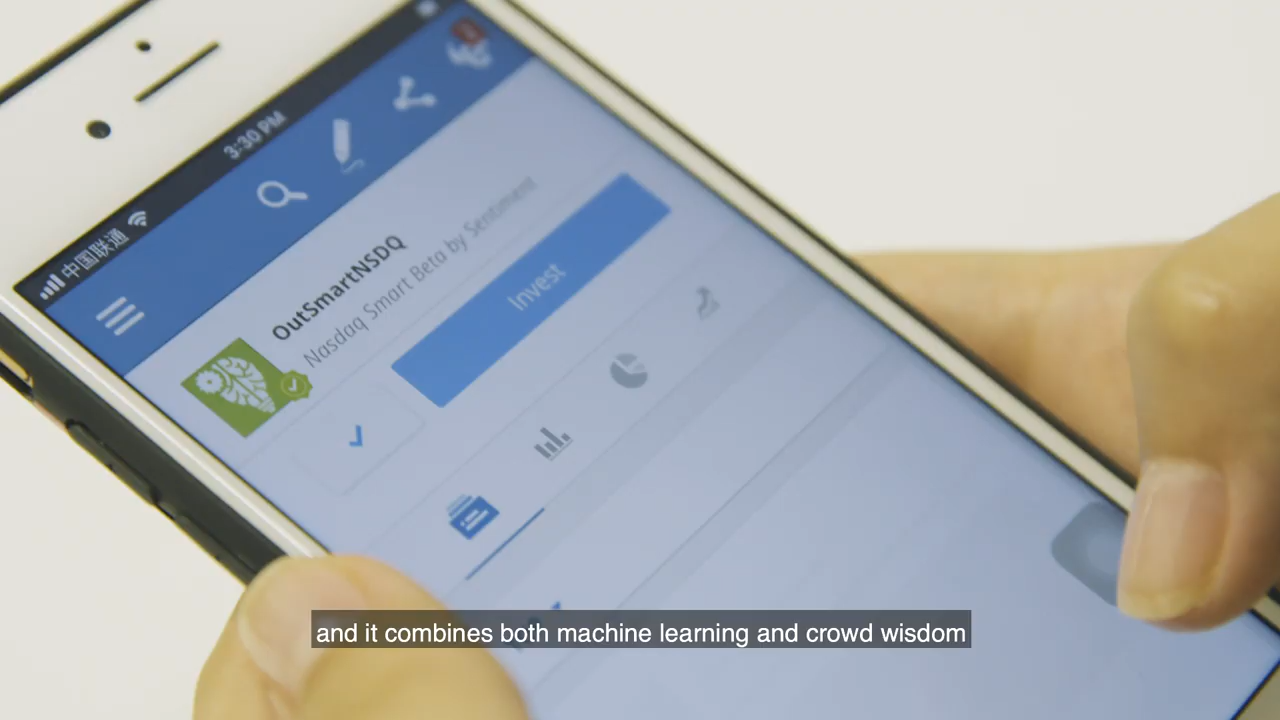 中国联通
3:30 PM
OutSmartNSDQ
Nasdaq Smart Beta by Sentiment
Invest
and it combines both machine learning and crowd wisdom